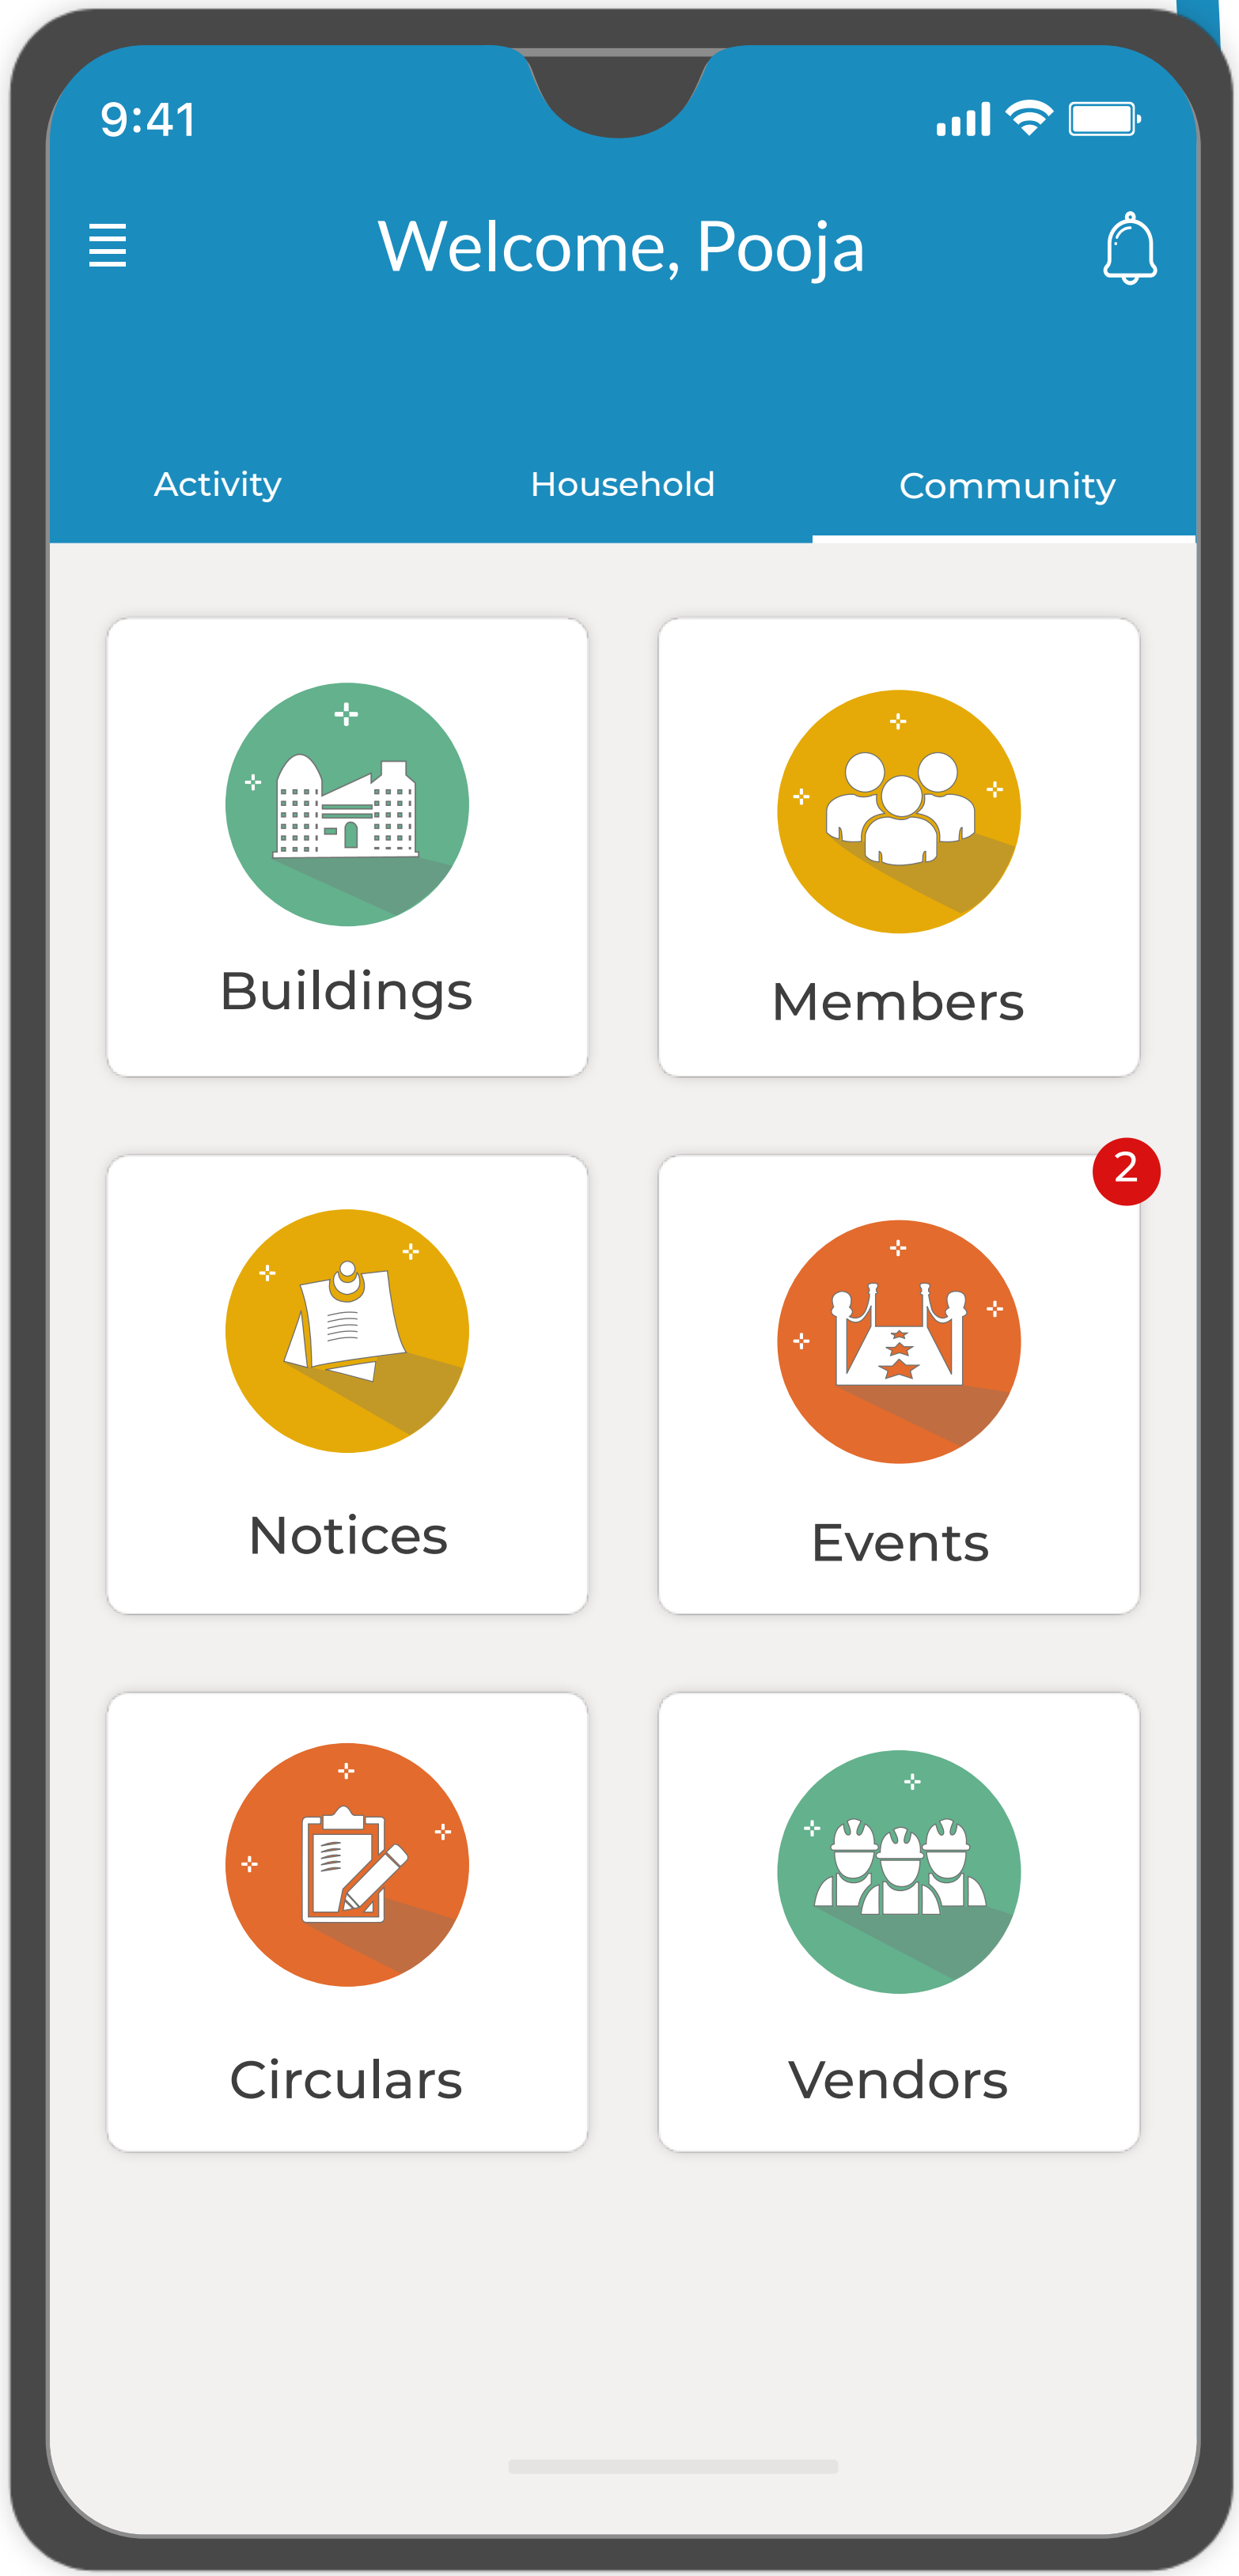 9:41
Welcome, Pooja
Activity
Household
Community
Buildings
Members
2
Notices
Events
Circulars
Vendors